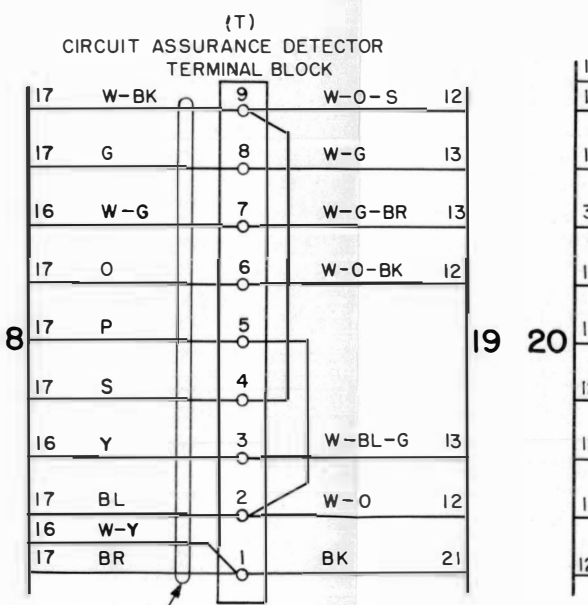 (T)
CIRCUIT ASSURANCE DETECTOR
TERMINAL BLOCK
17 W-BK 9 W-O-S 12
17 G 8 W-G 13
16 W-G 7 W-G-BR 13
17 O 6 W-O-BK 12
17 P 5
8 19 20
17 S 4
16 Y 3 W-BL-G 13
17 BL 2 W-O 12
16 W-Y
17 BR 1 BK 21